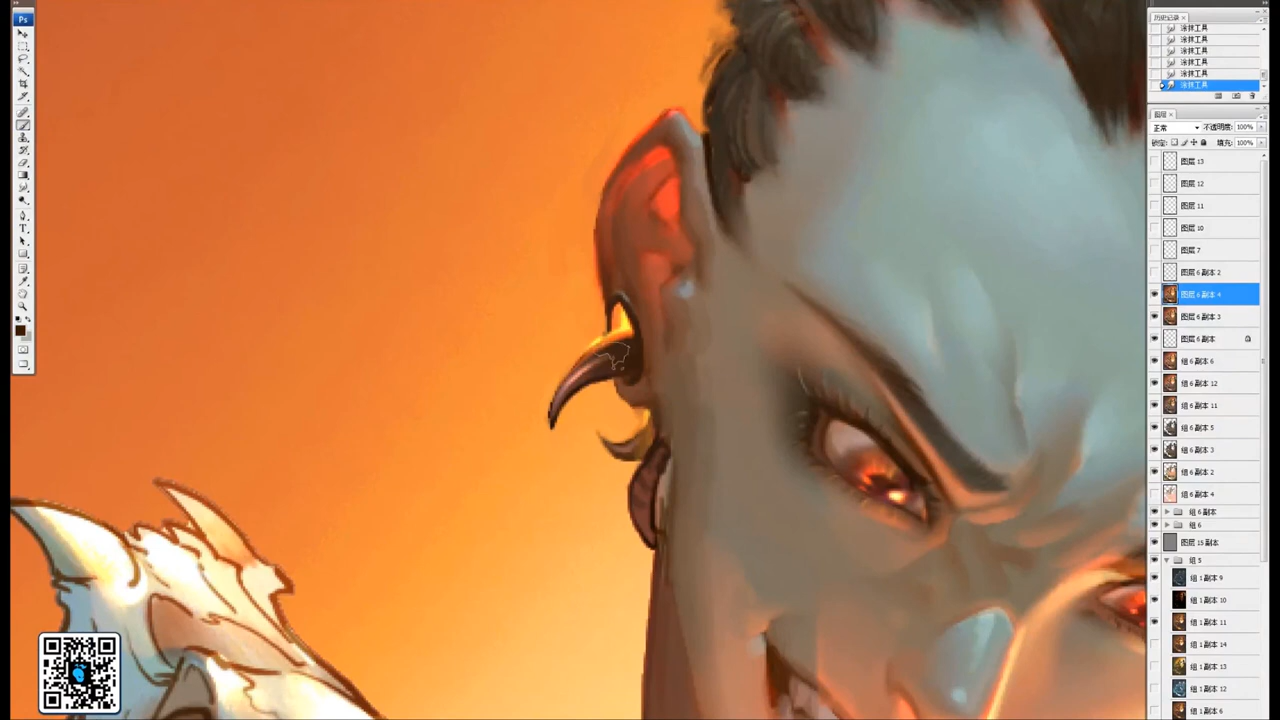 Ps
历史记录
涂抹工具
涂抹工具
涂抹工具
涂抹工具
涂抹工具
涂抹工具
图层
正常
不透明度: 100%
锁定:
填充: 100%
图层 13
图层 12
图层 11
图层 10
图层 7
图层 6 副本 2
图层 6 副本 4
图层 6 副本 3
图层 6 副本
组 6 副本 6
组 6 副本 12
组 6 副本 11
组 6 副本 5
组 6 副本 3
组 6 副本 2
组 6 副本 4
组 6 副本
组 6
图层 15 副本
组 5
组 1 副本 9
组 1 副本 10
组 1 副本 11
组 1 副本 14
组 1 副本 13
组 1 副本 12
组 1 副本 6
T